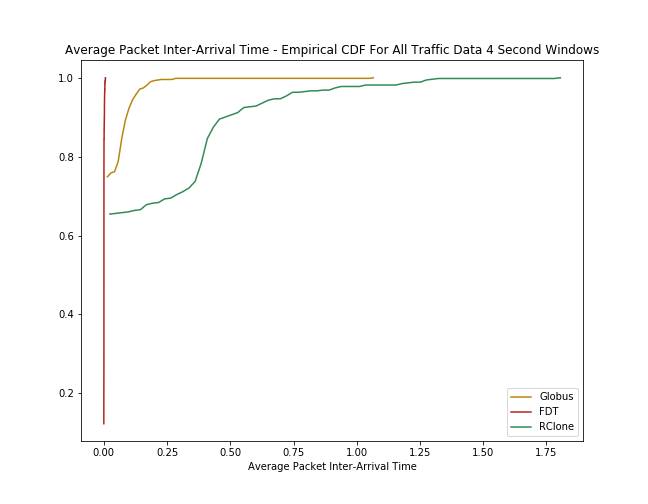 Average Packet Inter-Arrival Time - Empirical CDF For All Traffic Data 4 Second Windows
1.0
0.8
0.6
0.4
0.2
0.00 0.25 0.50 0.75 1.00 1.25 1.50 1.75
Average Packet Inter-Arrival Time
Globus
FDT
RClone